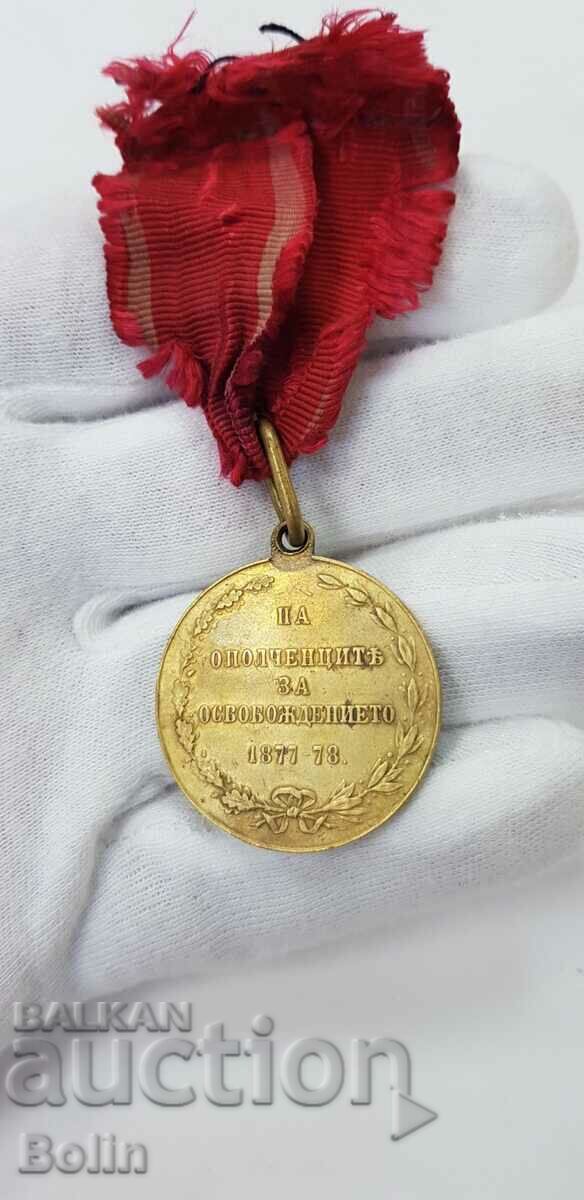 НА
ОПОЛЧЕНЦИТѢ
ЗА
ОСВОБОЖДЕНИЕТО
1877-78.
BALKAN
auction
Bolin